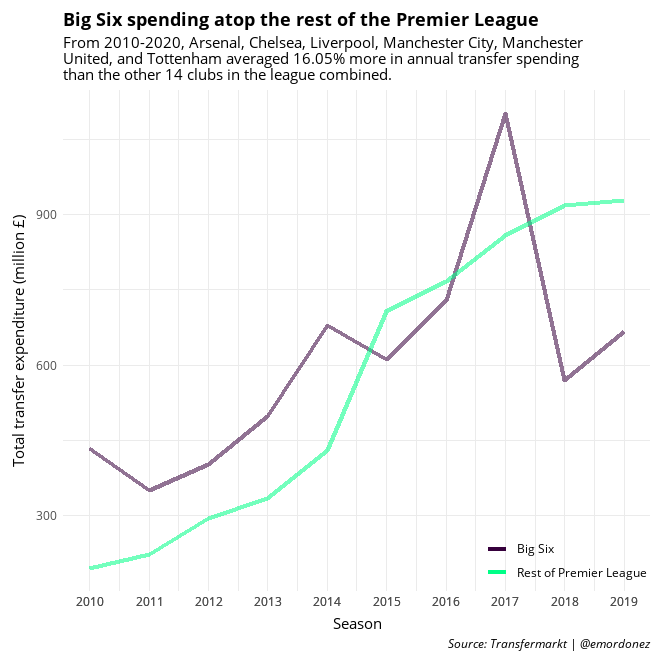 Big Six spending atop the rest of the Premier League
From 2010-2020, Arsenal, Chelsea, Liverpool, Manchester City, Manchester
United, and Tottenham averaged 16.05% more in annual transfer spending
than the other 14 clubs in the league combined.
Total transfer expenditure (million £)
900
600
300
Big Six
Rest of Premier League
2010 2011 2012 2013 2014 2015 2016 2017 2018 2019
Season
Source: Transfermarkt | @emordonez